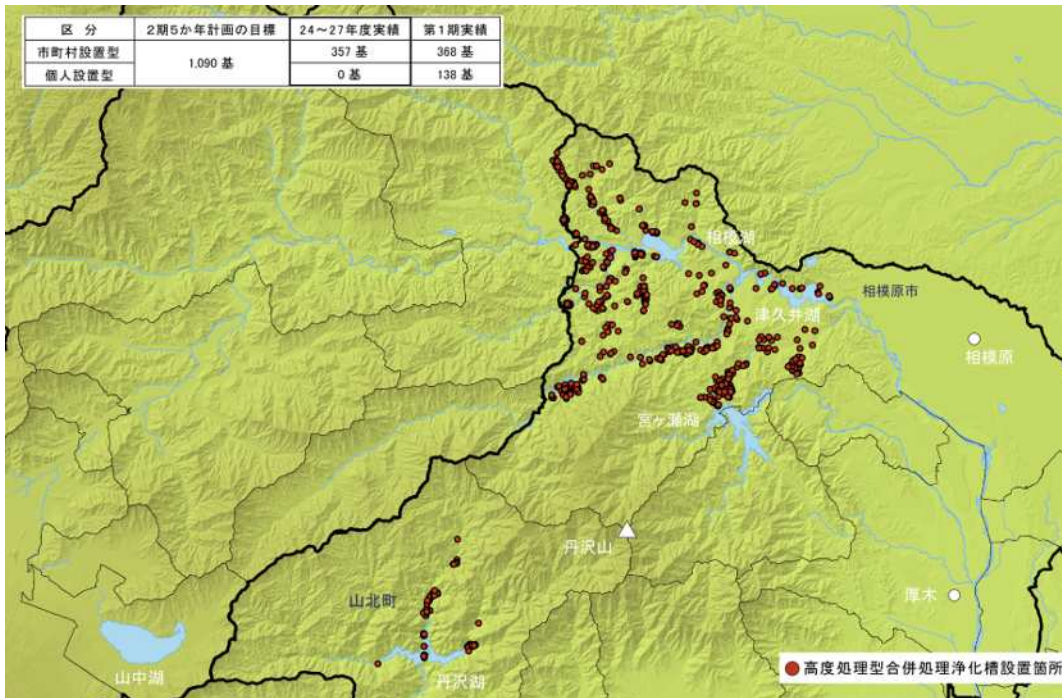 区分 2期5か年計画の目標 24～27年度実績 第1期実績
市町村設置型 1,090 基 357 基 368 基
個人設置型 0 基 138 基
相模湖
相模原市
津久井湖
相模原
宮ヶ瀬湖
丹沢山
山北町
厚木
山中湖
丹沢湖
高度処理型合併処理浄化槽設置箇所